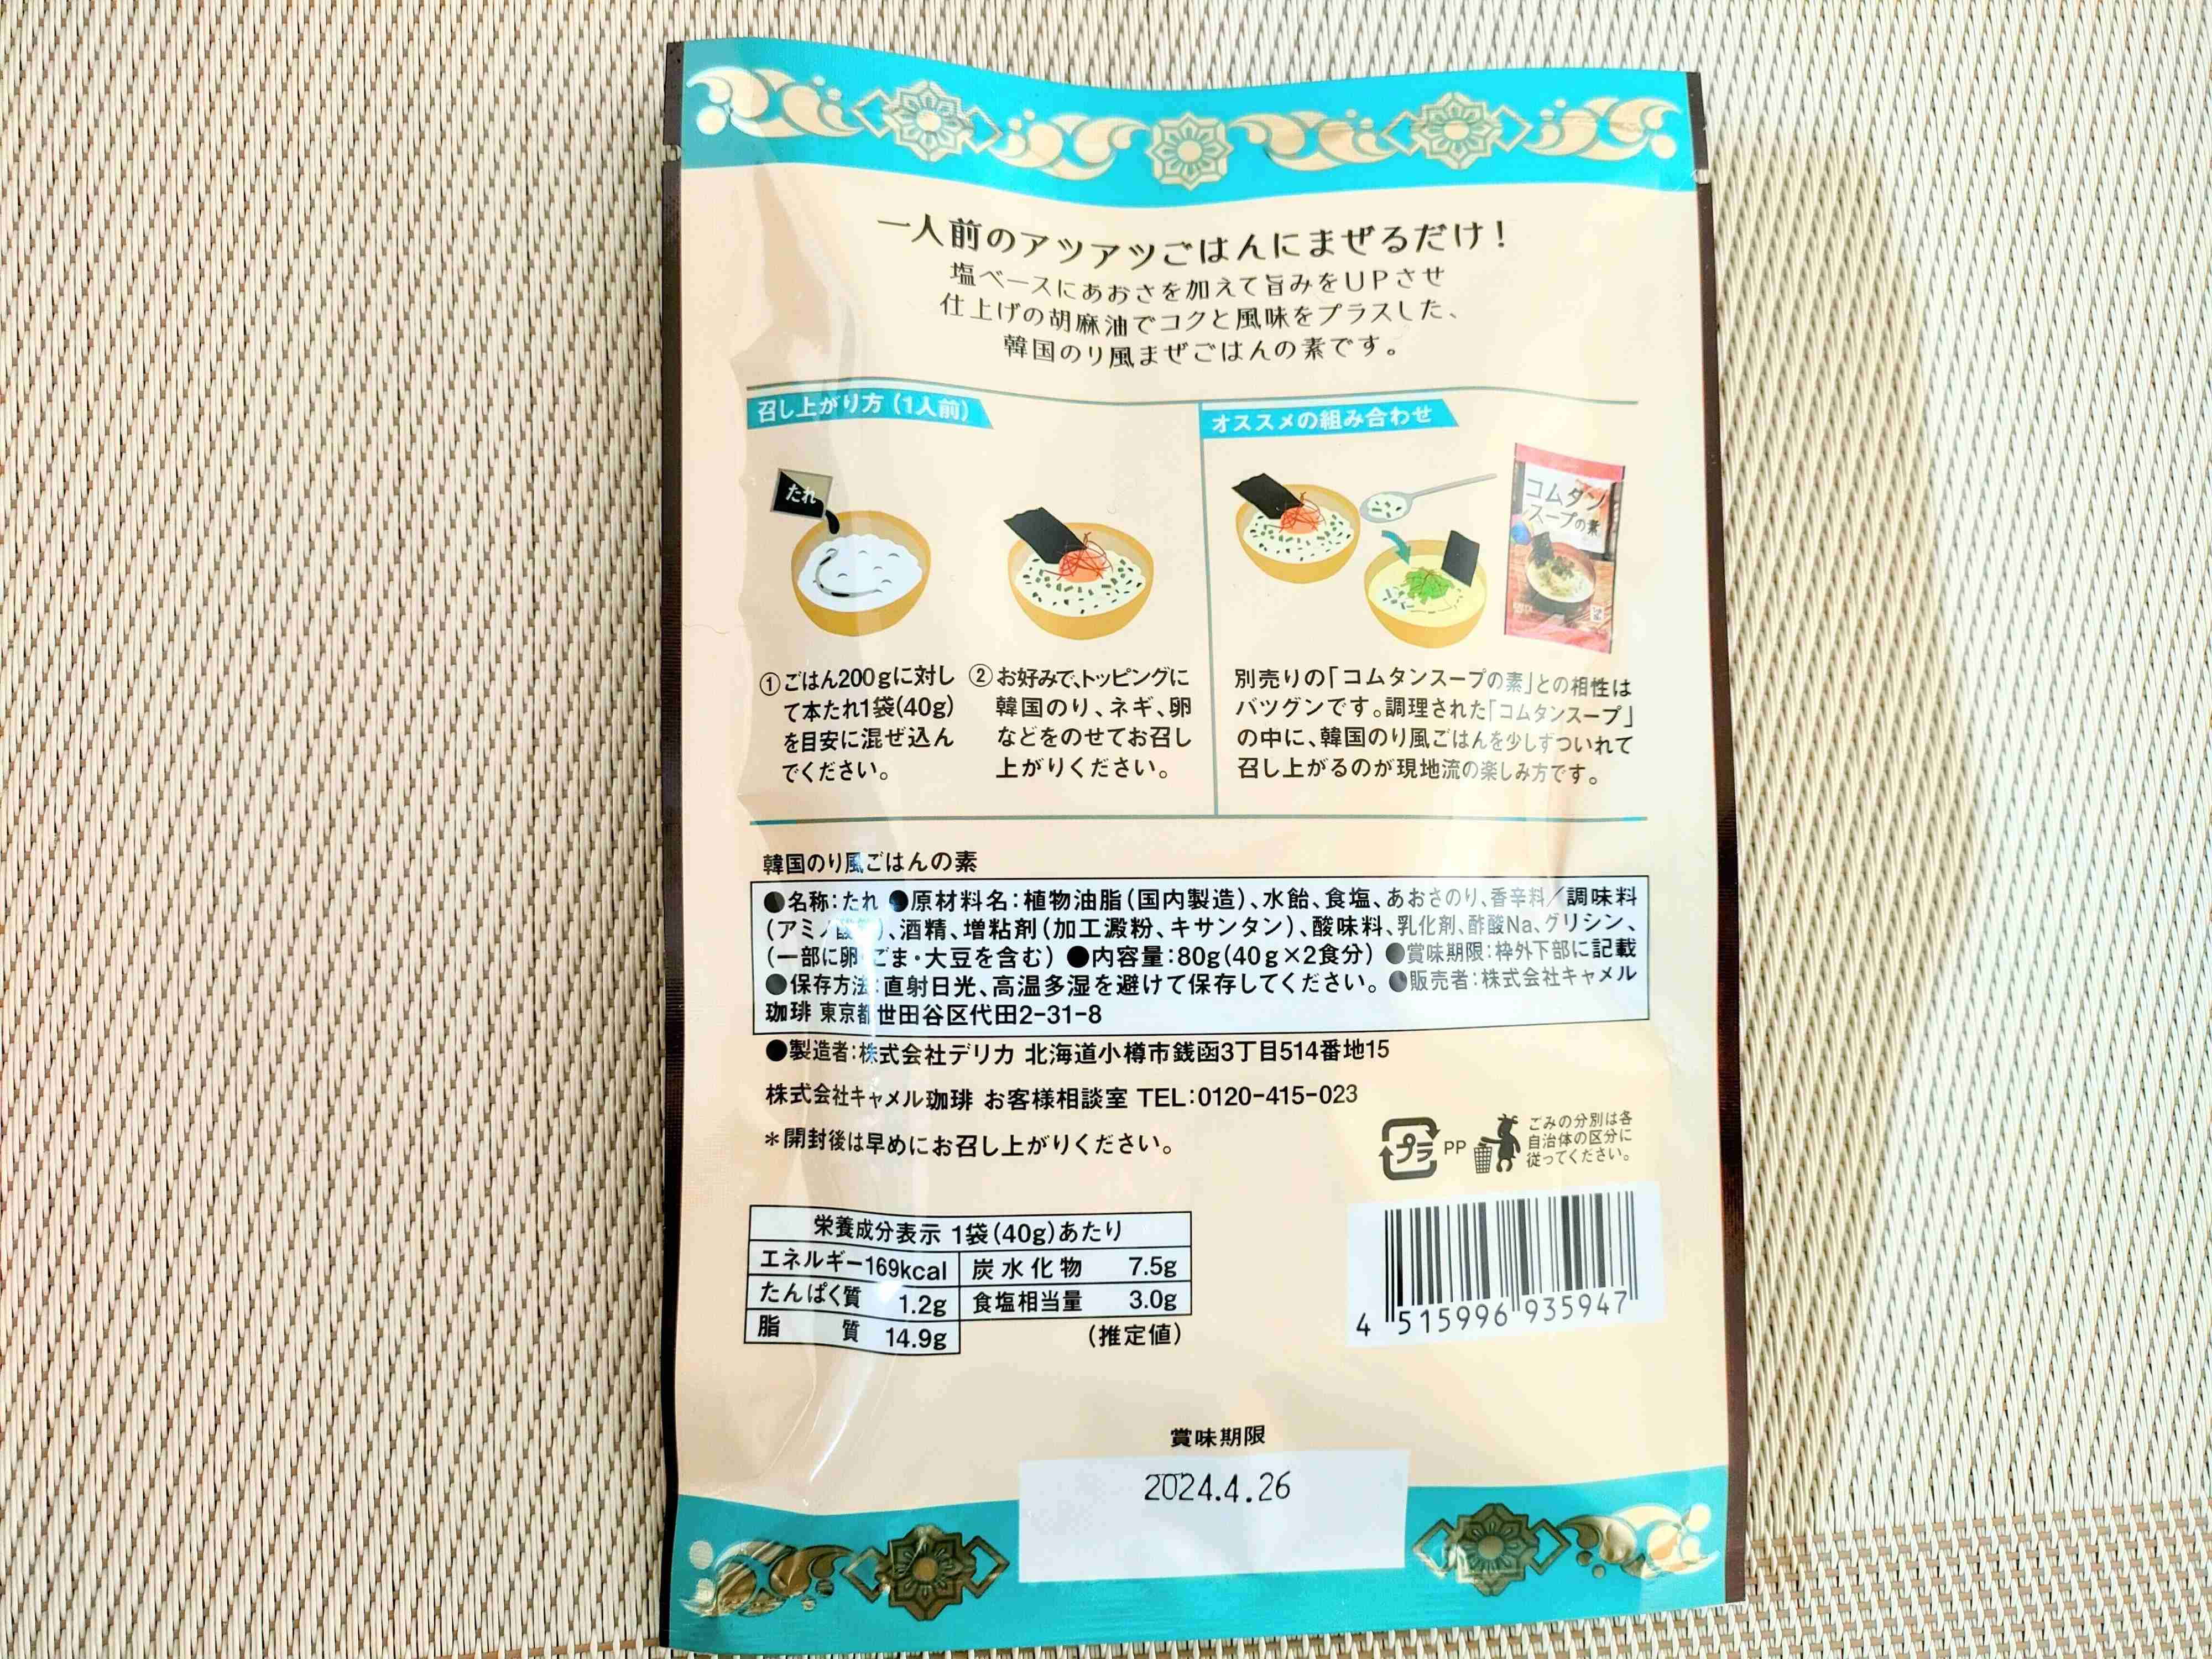 一人前のアツアツごはんにまぜるだけ!
塩ベースにあおさを加えて旨みをUPさせ
仕上げの胡麻油でコクと風味をプラスした、
韓国のり風まぜごはんの素です。
召し上がり方(1人前)
たれ
①ごはん200gに対し
て本たれ1袋(40g)
を目安に混ぜ込ん
でください。
②お好みで、トッピングに
韓国のり、ネギ、卵
などをのせてお召し
上がりください。
オススメの組み合わせ
コムタン
スープの素
別売りの「コムタンスープの素」との相性は
バツグンです。調理された「コムタンスープ」
の中に、韓国のり風ごはんを少しずついれて
召し上がるのが現地流の楽しみ方です。
韓国のり風ごはんの素
●名称:たれ ●原材料名:植物油脂(国内製造)、水飴、食塩、あおさのり、香辛料/調味料
(アミノ酸等)、酒精、増粘剤(加工澱粉、キサンタン)、酸味料、乳化剤、酢酸Na、グリシン、
(一部に卵・ごま・大豆を含む) ●内容量:80g(40g×2食分) ●賞味期限:枠外下部に記載
●保存方法:直射日光、高温多湿を避けて保存してください。●販売者:株式会社キャメル
珈琲 東京都世田谷区代田2-31-8
●製造者:株式会社デリカ 北海道小樽市銭函3丁目514番地15
株式会社キャメル珈琲 お客様相談室 TEL:0120-415-023
*開封後は早めにお召し上がりください。
プラ PP
ごみの分別は各
自治体の区分に
従ってください。
栄養成分表示 1袋(40g)あたり
エネルギー 169kcal 炭水化物 7.5g
たんぱく質 1.2g 食塩相当量 3.0g
脂質 14.9g (推定値)
4 515996 935947
賞味期限
2024.4.26